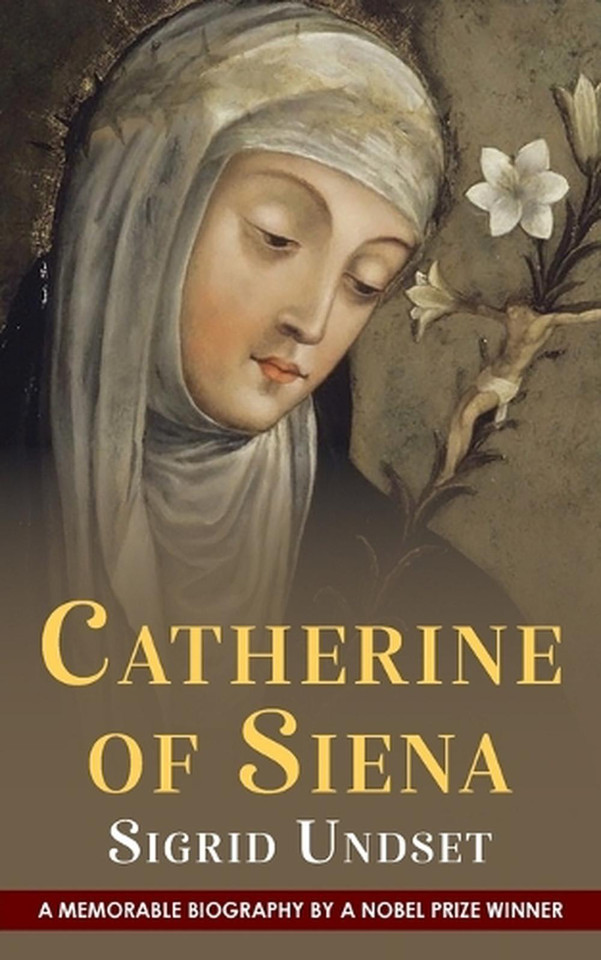 CATHERINE
OF SIENA
SIGRID UNDSET
A MEMORABLE BIOGRAPHY BY A NOBEL PRIZE WINNER